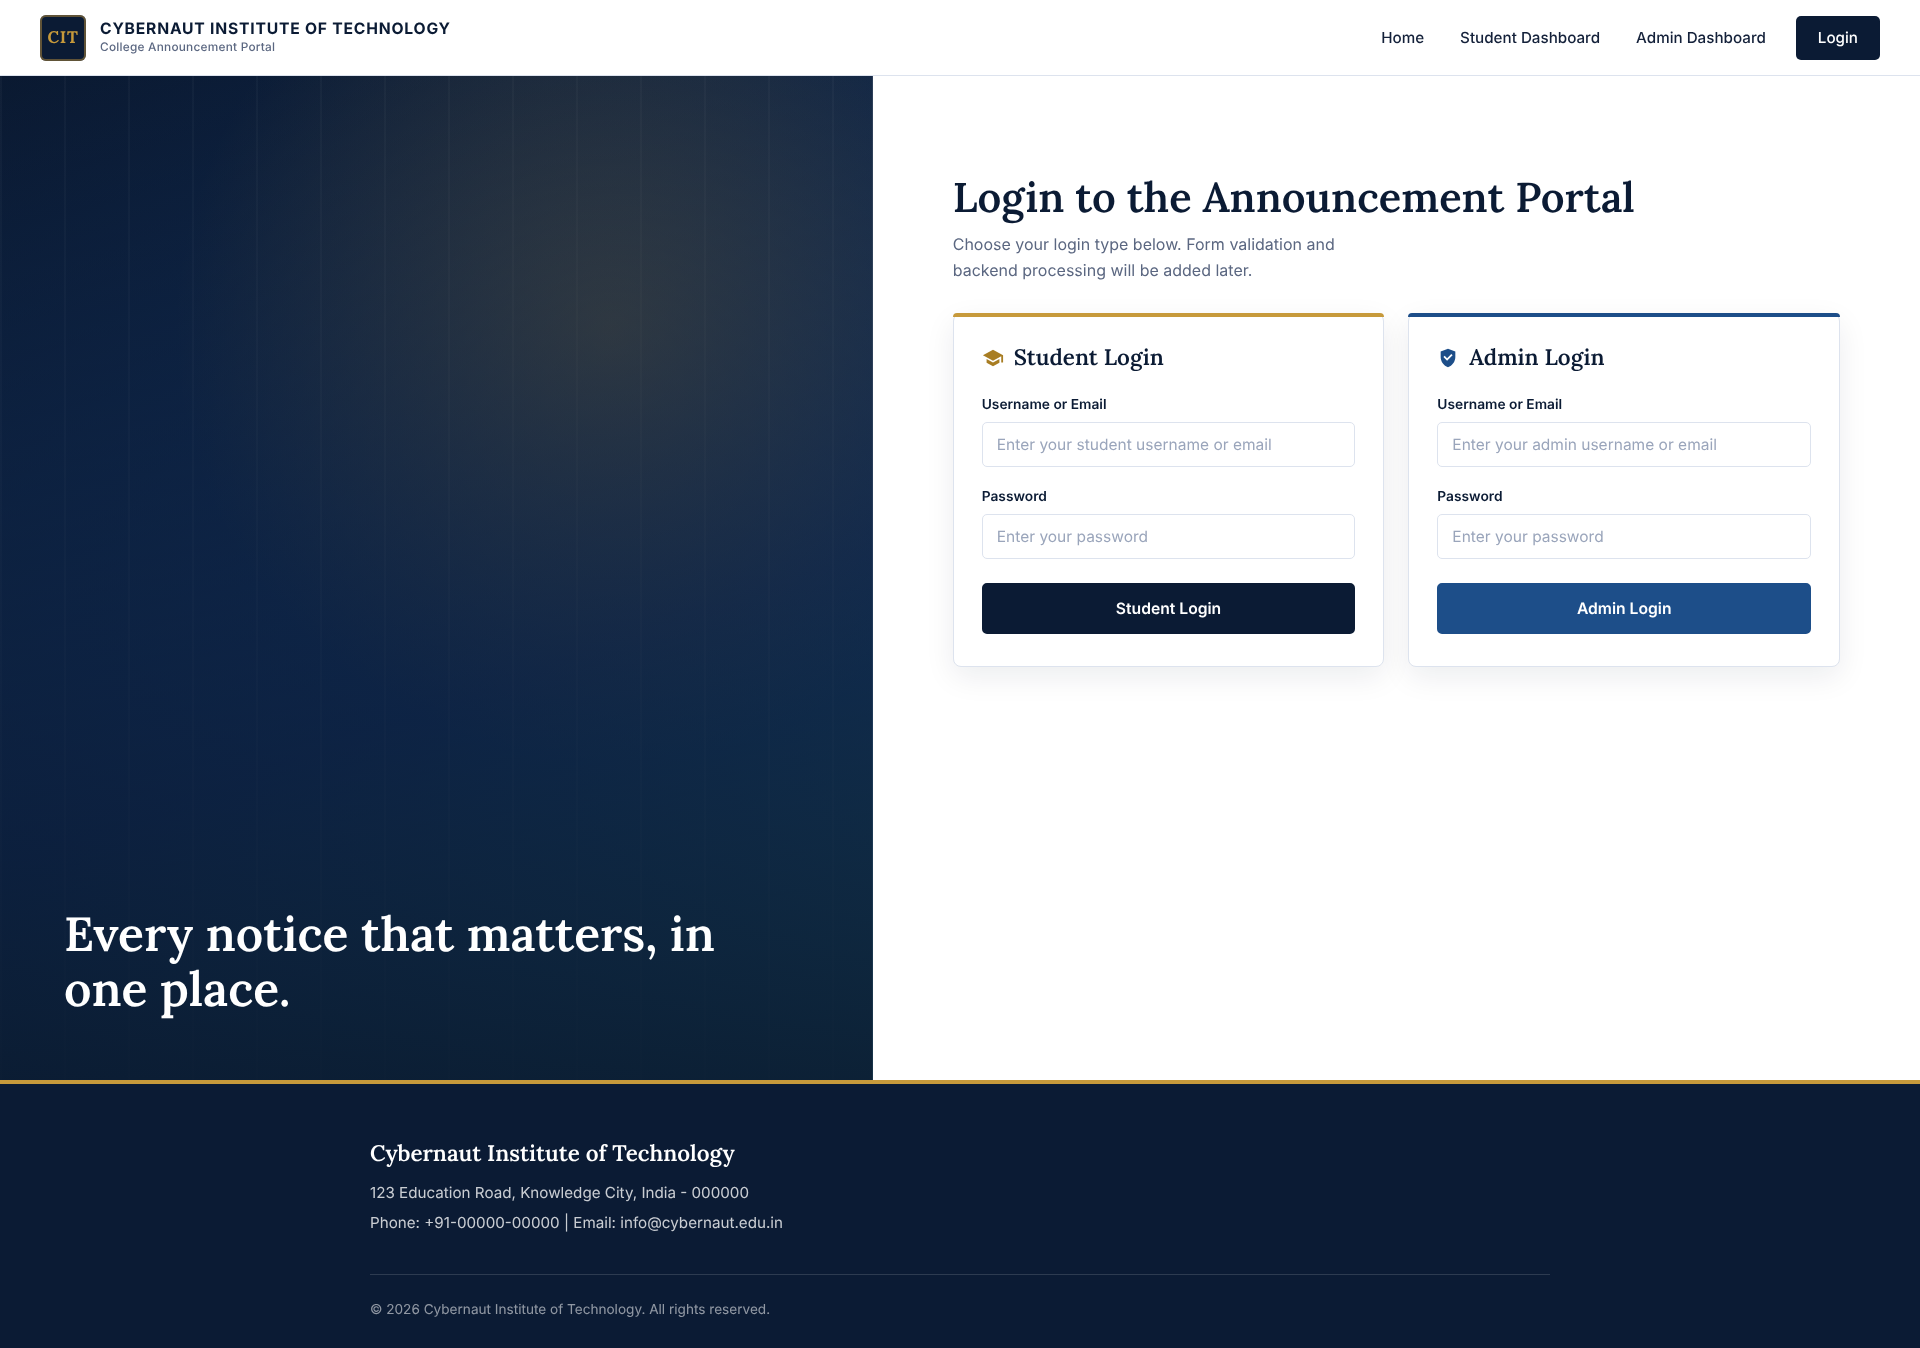 CIT
CYBERNAUT INSTITUTE OF TECHNOLOGY
College Announcement Portal
Home
Student Dashboard
Admin Dashboard
Login
Every notice that matters, in
one place.
Login to the Announcement Portal
Choose your login type below. Form validation and
backend processing will be added later.
Student Login
Username or Email
Enter your student username or email
Password
Enter your password
Student Login
Admin Login
Username or Email
Enter your admin username or email
Password
Enter your password
Admin Login
Cybernaut Institute of Technology
123 Education Road, Knowledge City, India - 000000
Phone: +91-00000-00000 | Email: info@cybernaut.edu.in
© 2026 Cybernaut Institute of Technology. All rights reserved.